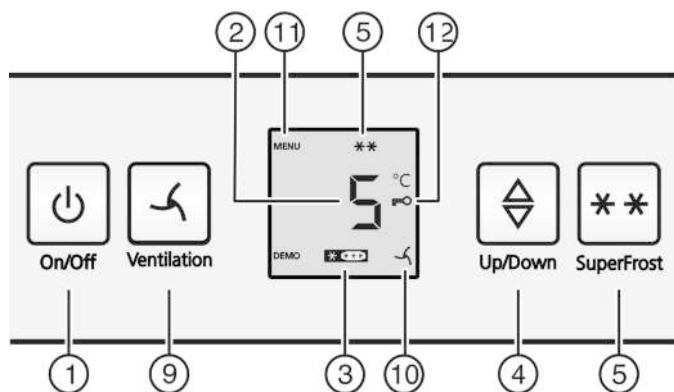 2 11 5 12
MENU **
5 °C
DEMO * ***
* *
On/Off Ventilation Up/Down SuperFrost
1 9 3 10 4 5